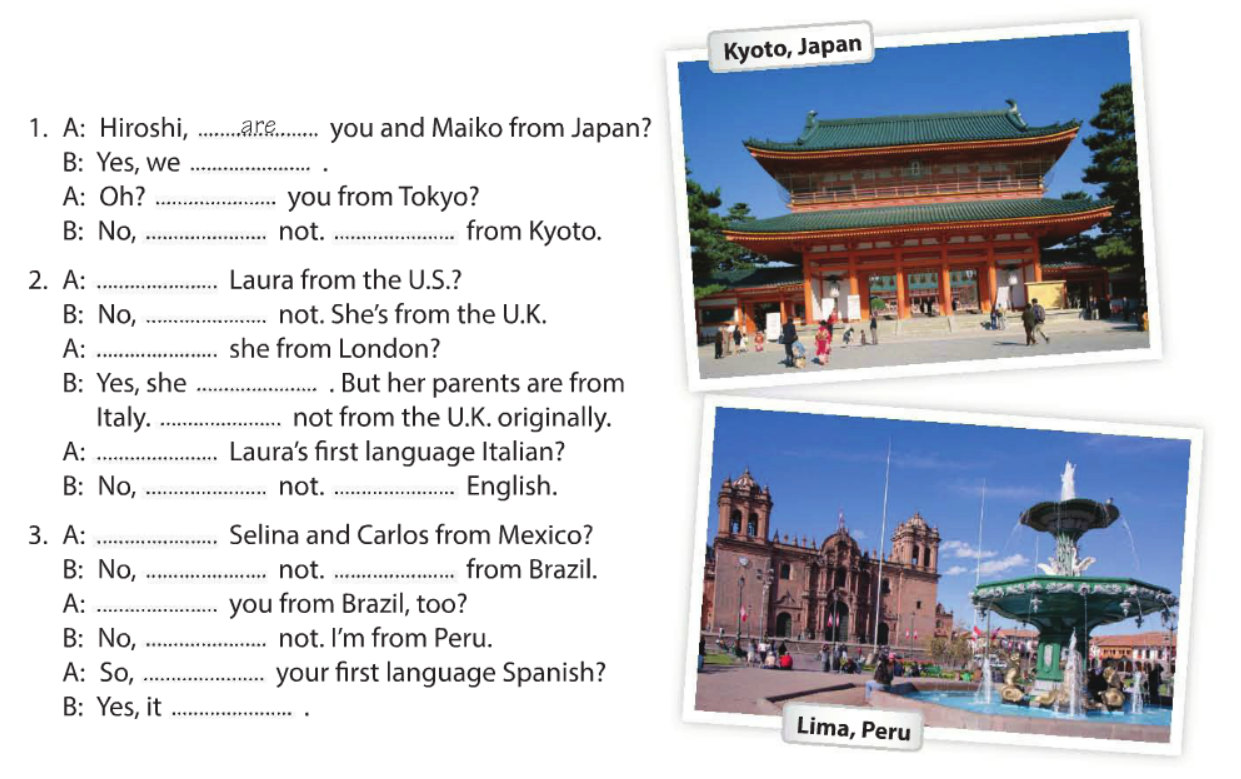 1. A: Hiroshi, ........are........ you and Maiko from Japan?
B: Yes, we ...................... .
A: Oh? ...................... you from Tokyo?
B: No, ...................... not. ...................... from Kyoto.
2. A: ...................... Laura from the U.S.?
B: No, ...................... not. She's from the U.K.
A: ...................... she from London?
B: Yes, she ...................... . But her parents are from
Italy. ...................... not from the U.K. originally.
A: ...................... Laura's first language Italian?
B: No, ...................... not. ...................... English.
3. A: ...................... Selina and Carlos from Mexico?
B: No, ...................... not. ...................... from Brazil.
A: ...................... you from Brazil, too?
B: No, ...................... not. I'm from Peru.
A: So, ...................... your first language Spanish?
B: Yes, it ...................... .
Kyoto, Japan
Lima, Peru